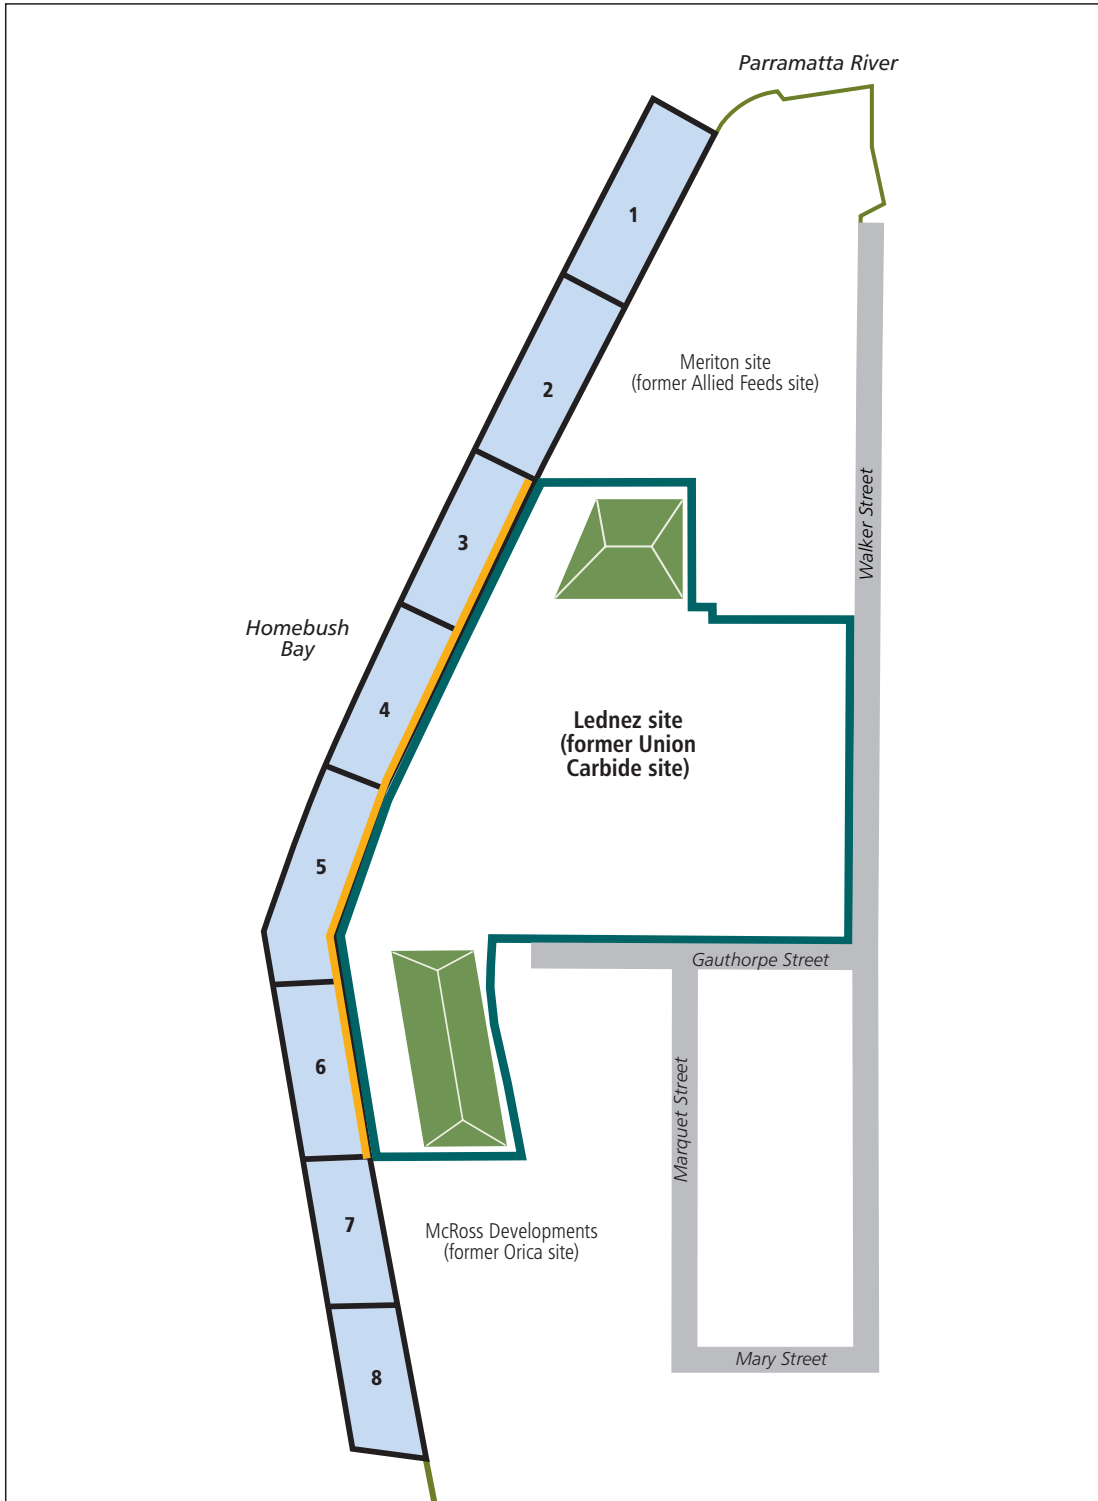 Parramatta River
1
Meriton site
(former Allied Feeds site)
2
Walker Street
3
Homebush
Bay
4
Lednez site
(former Union
Carbide site)
5
Gauthorpe Street
6
Marquet Street
7
McRoss Developments
(former Orica site)
Mary Street
8